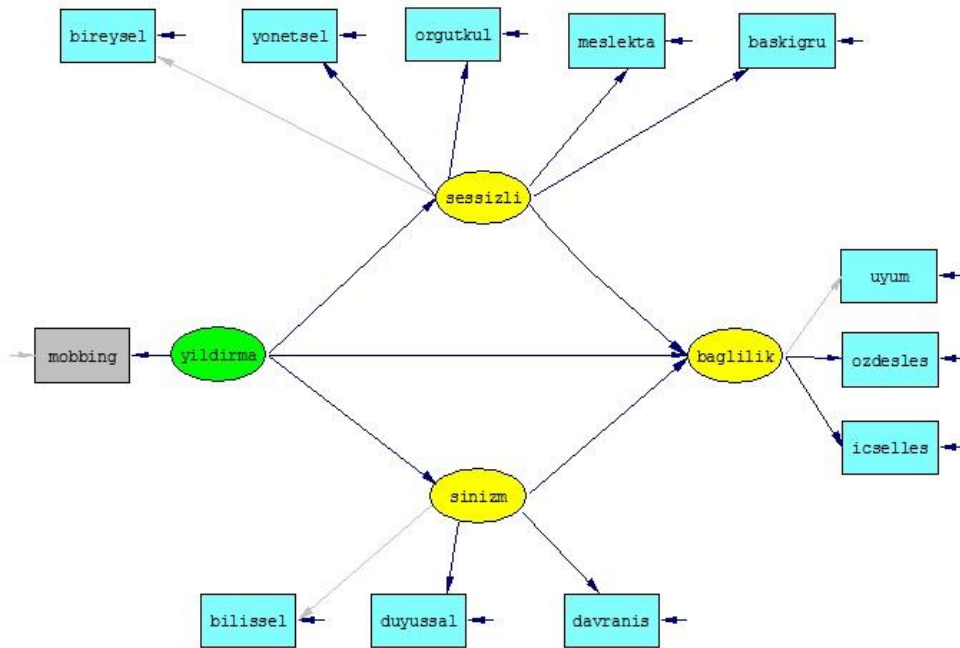 bireysel
yonetsel
orgutkul
meslekta
baskigru
sessizli
uyum
mobbing
yildirma
baglilik
ozdesles
icselles
sinizm
bilissel
duyussal
davranis